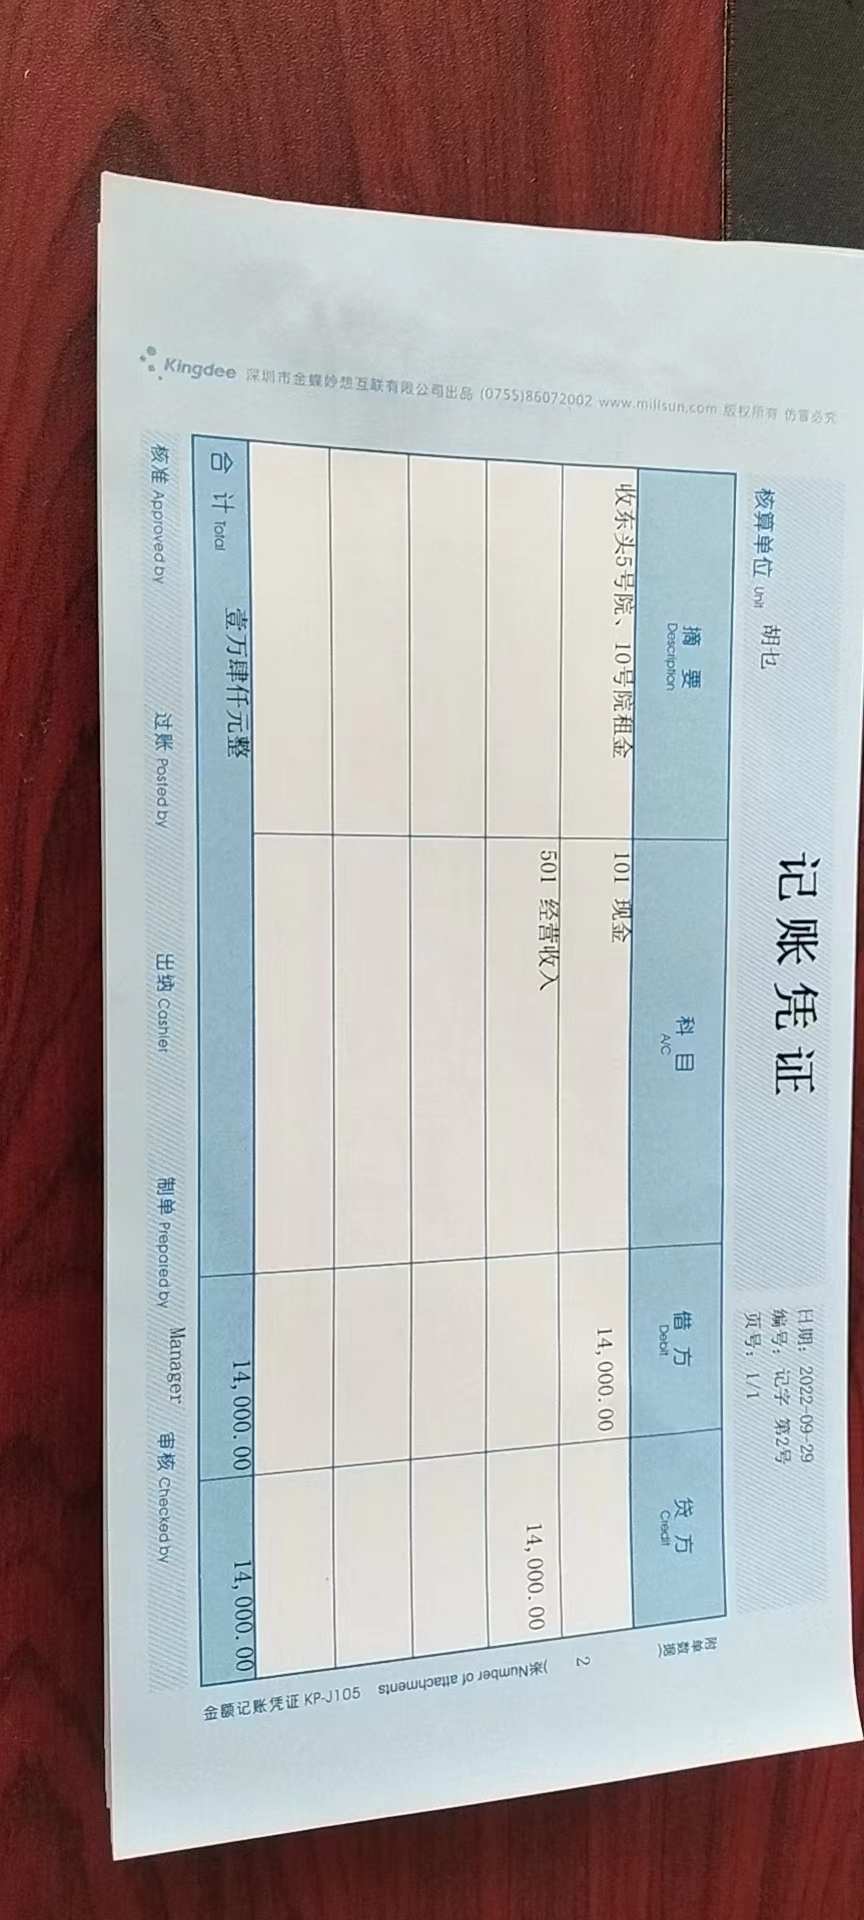 记账凭证
日期: 2022-09-29
编号: 记字 第2号
页号: 1/1
核算单位 Unit 胡乜
摘要 Description 科目 A/C 借方 Debit 贷方 Credit
收东头5号院、10号院租金 101 现金 14,000.00
501 经营收入 14,000.00
合计 Total 壹万肆仟元整 14,000.00 14,000.00
附单据数( 2 张) Number of attachments
金额记账凭证 KP-J105
核准 Approved by 过账 Posted by 出纳 Cashier 制单 Prepared by Manager 审核 Checked by
Kingdee 深圳市金蝶妙想互联有限公司出品 (0755)86072002 www.millsun.com 版权所有 仿冒必究